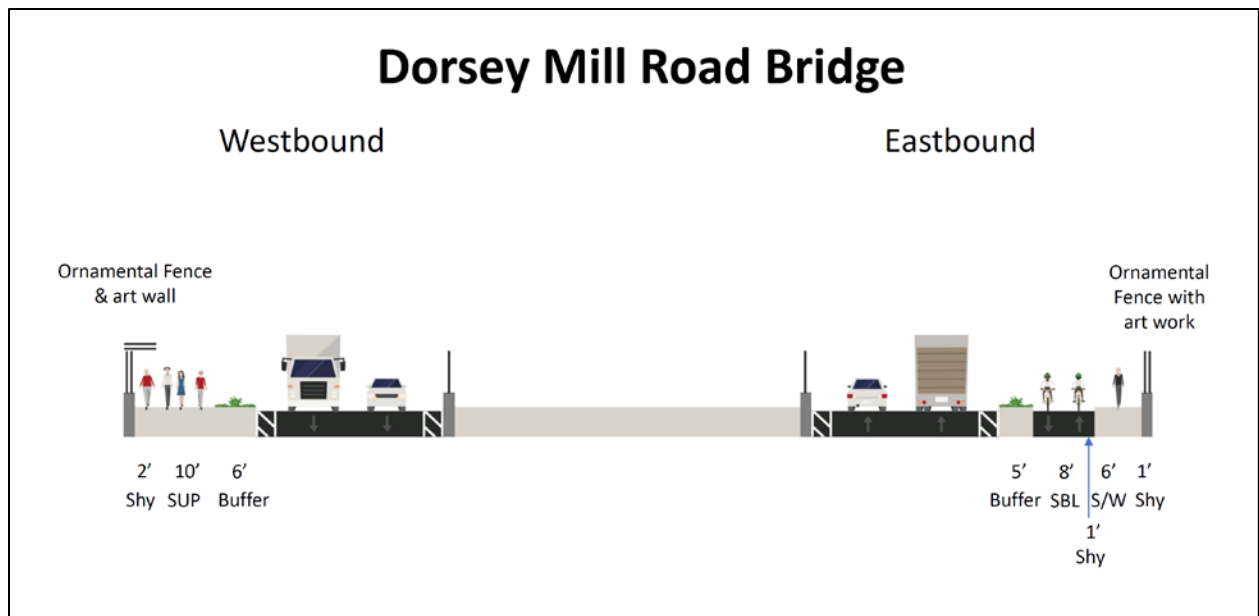 Dorsey Mill Road Bridge
Westbound
Eastbound
Ornamental Fence
& art wall
Ornamental
Fence with
art work
2’ 10’ 6’
Shy SUP Buffer
5’ 8’ 6’ 1’
Buffer SBL S/W Shy
1’
Shy